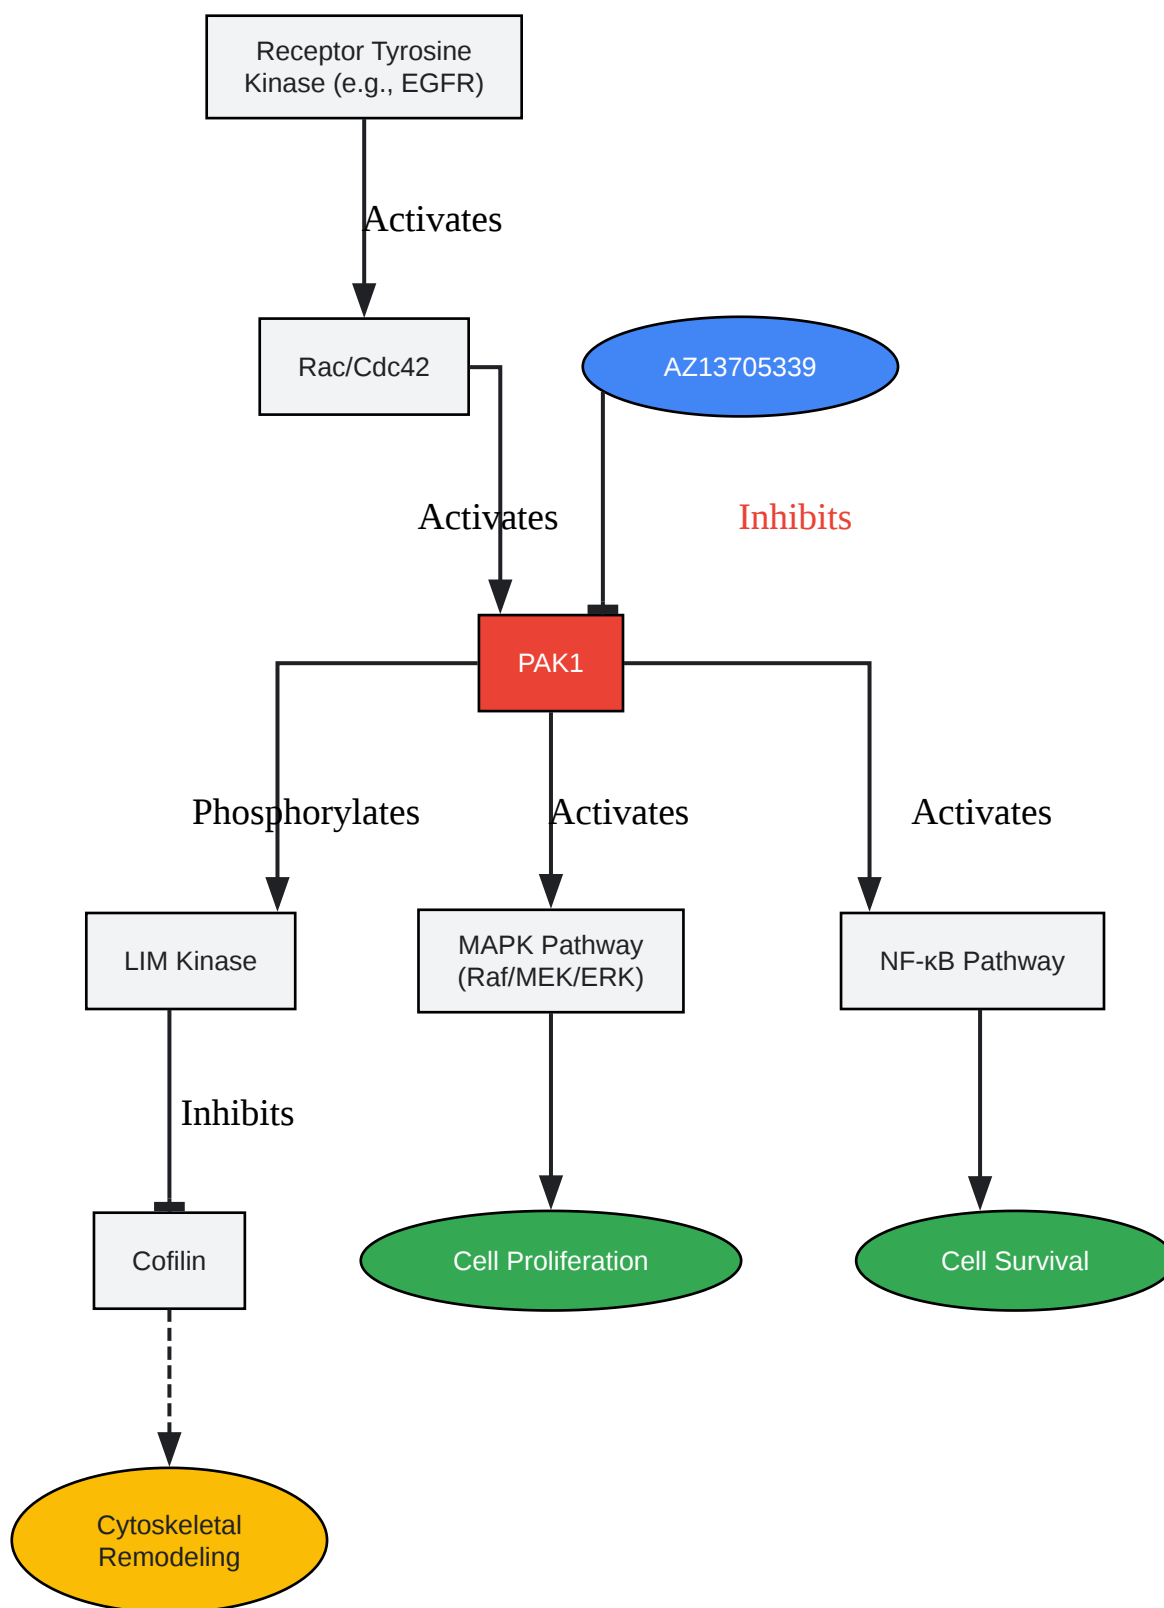 Receptor Tyrosine
Kinase (e.g., EGFR)
Activates
Rac/Cdc42
AZ13705339
Activates
Inhibits
PAK1
Phosphorylates
Activates
Activates
LIM Kinase
MAPK Pathway
(Raf/MEK/ERK)
NF-κB Pathway
Inhibits
Cofilin
Cell Proliferation
Cell Survival
Cytoskeletal
Remodeling